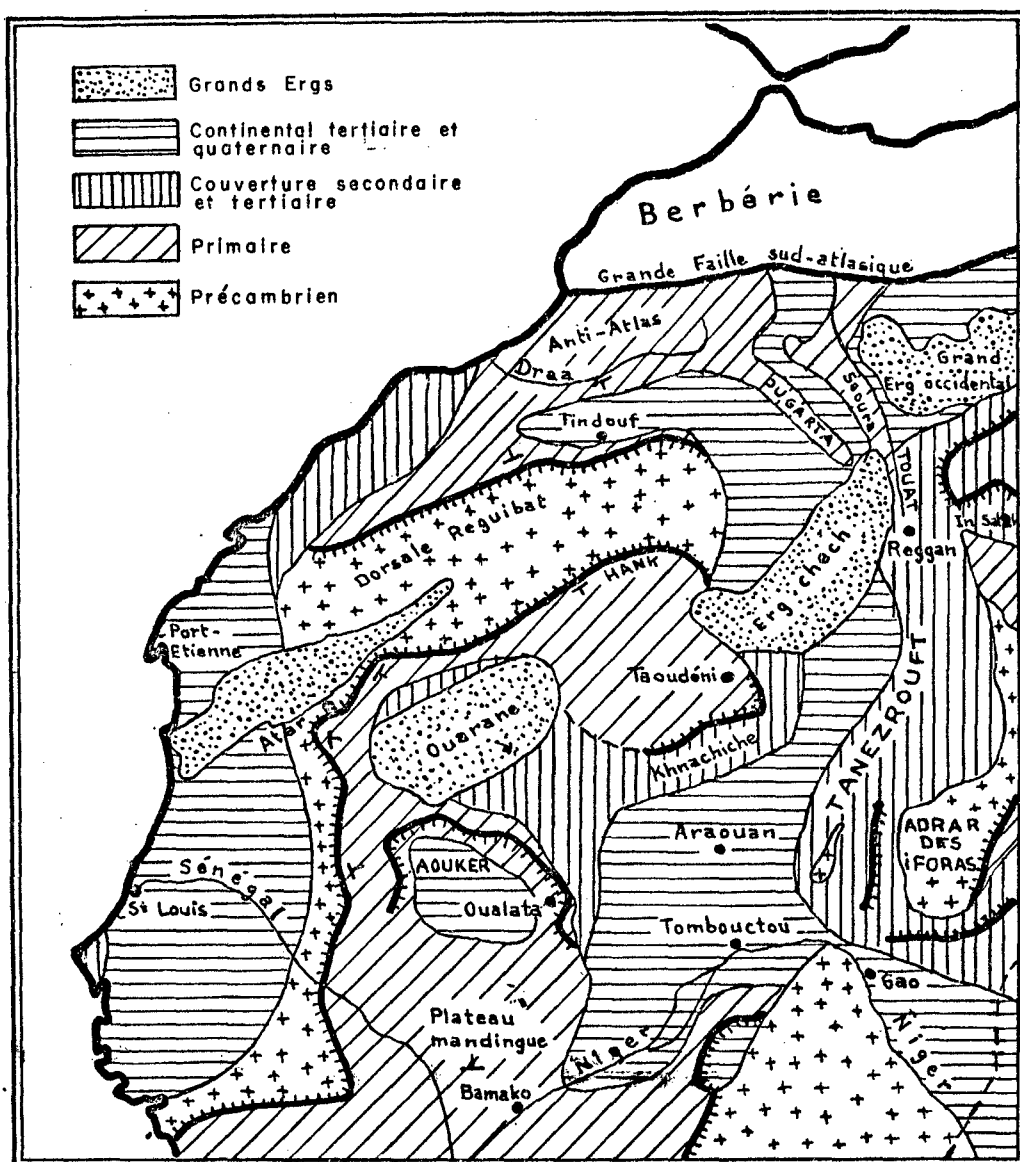 Grands Ergs
Continental tertiaire et
quaternaire
Couverture secondaire
et tertiaire
Primaire
Précambrien
Berbérie
Grande Faille sud-atlasique
Anti-Atlas
Draa
Grand
Erg occidental
Saoura
OUGARTA
Tindouf
TOUAT
In Salah
Reggan
Dorsale Reguibat
HANK
Erg chech
Port-
Etienne
Taoudéni
Atar
Ouarane
Khnachiche
TANEZROUFT
Araouan
ADRAR
DES
iFORAS
AOUKER
Sénégal
St Louis
Oualata
Tombouctou
Gao
Plateau
mandingue
Niger
Niger
Bamako